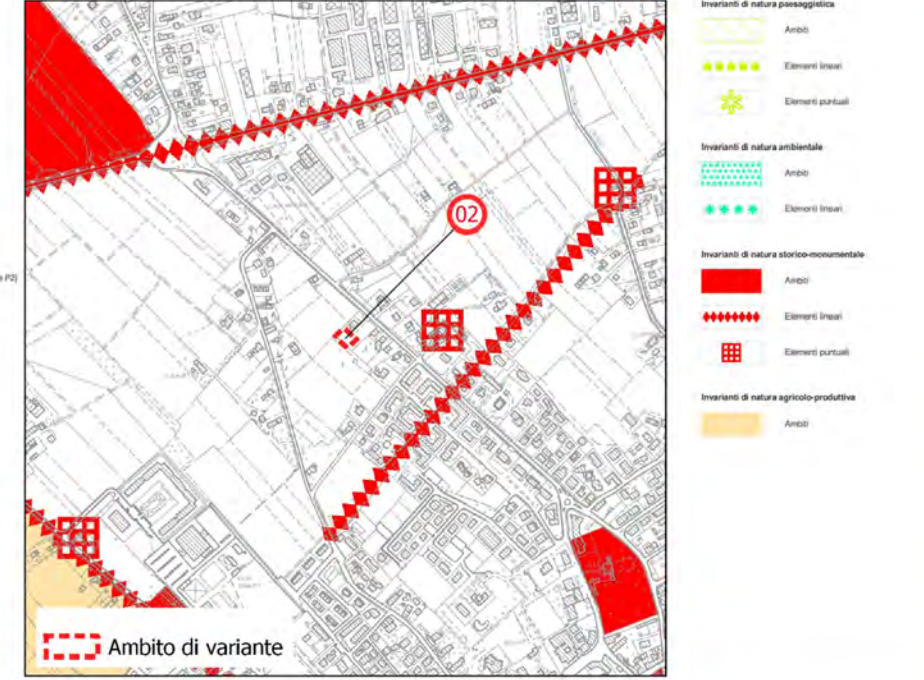 Invarianti di natura paesaggistica
Ambiti
Elementi lineari
Elementi puntuali
Invarianti di natura ambientale
Ambiti
Elementi lineari
Invarianti di natura storico-monumentale
Ambiti
Elementi lineari
Elementi puntuali
Invarianti di natura agricolo-produttiva
Ambiti
02
P2)
Ambito di variante